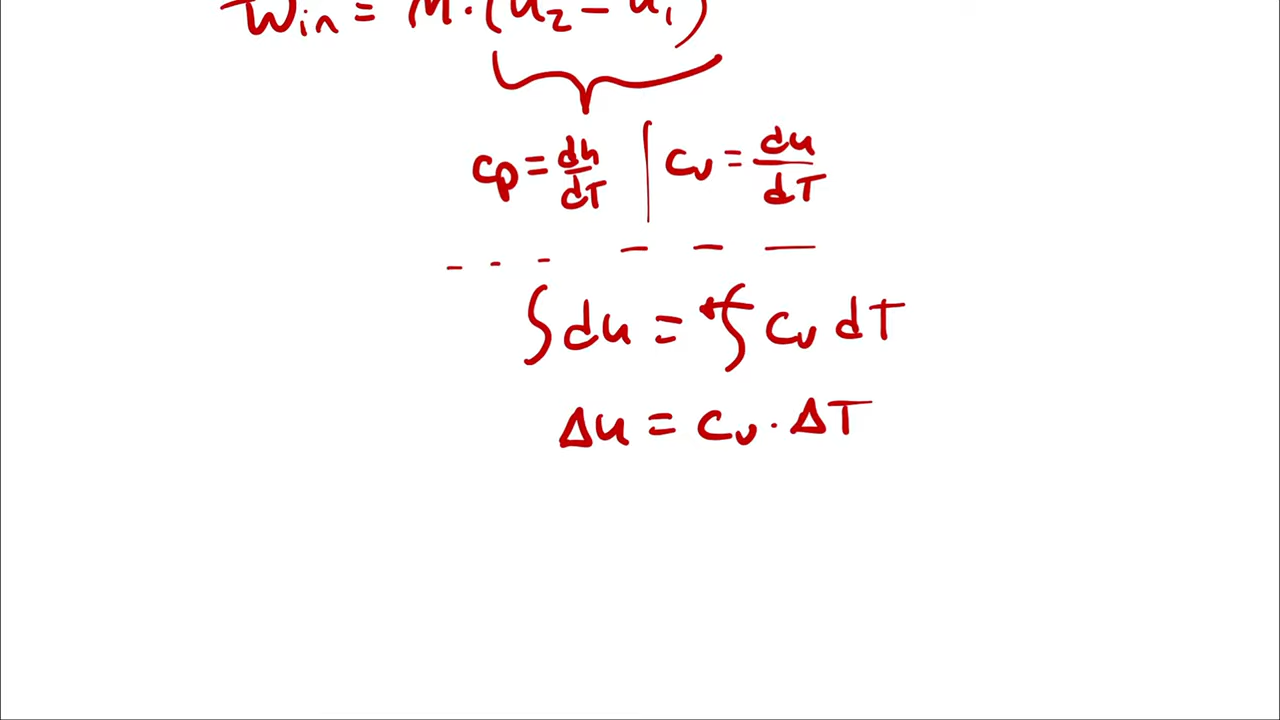 Win = M·(u₂ − u₁)
cp = dh/dT | cv = du/dT
∫ du = ∫ cv dT
Δu = cv · ΔT